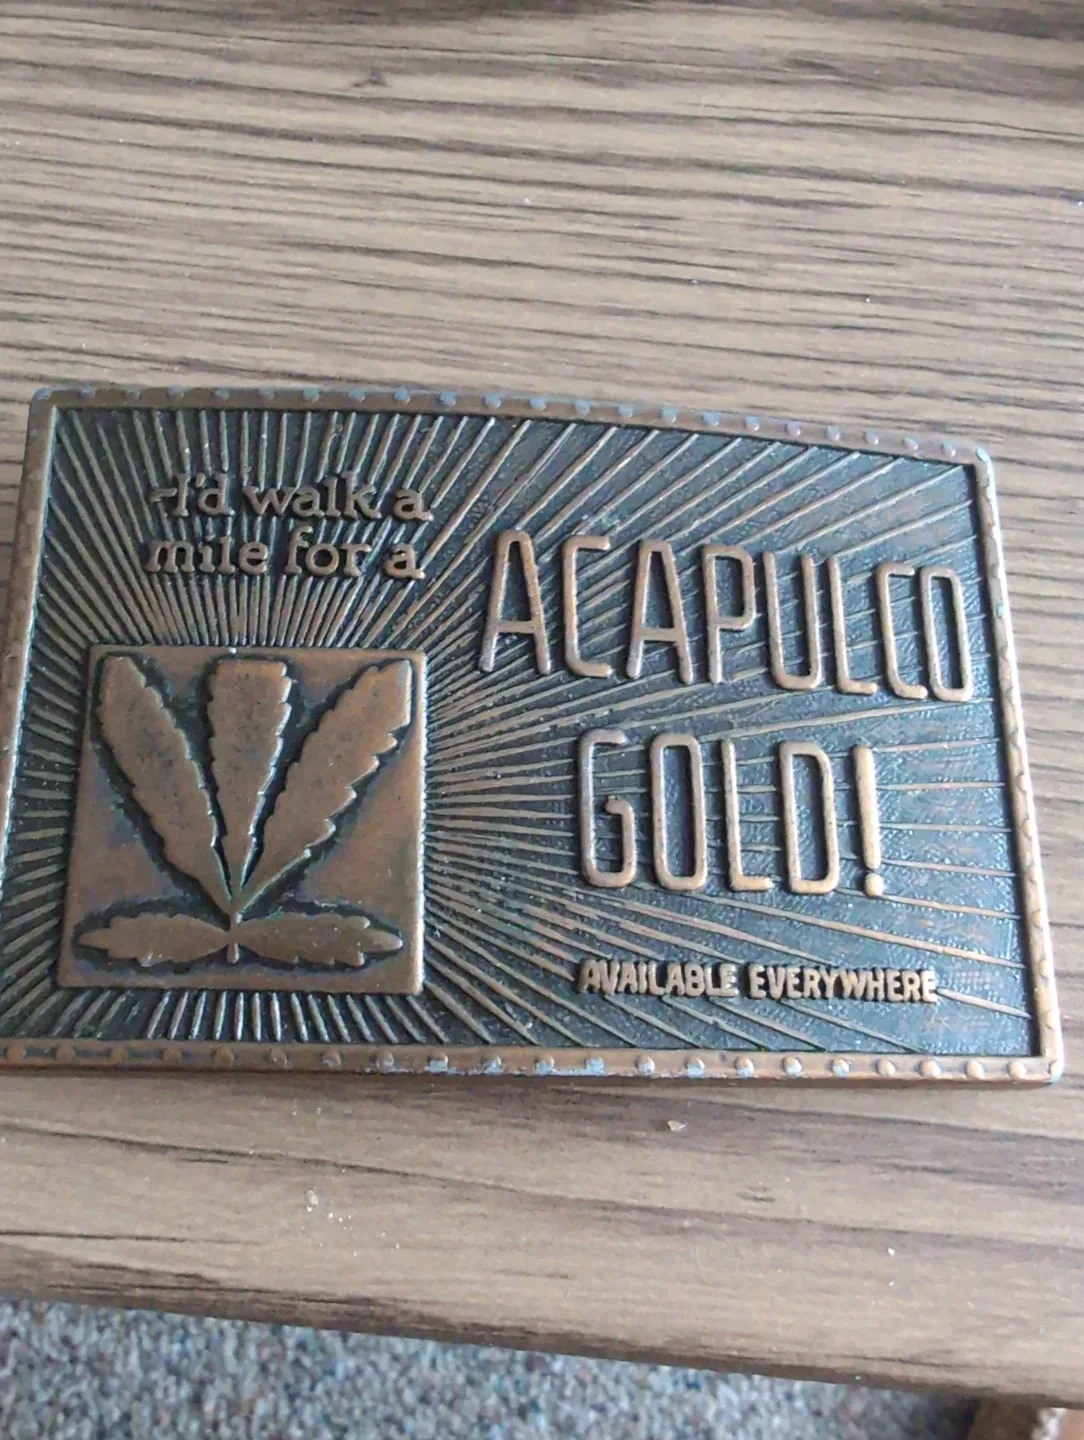 I'd walk a
mile for a
ACAPULCO
GOLD!
AVAILABLE EVERYWHERE